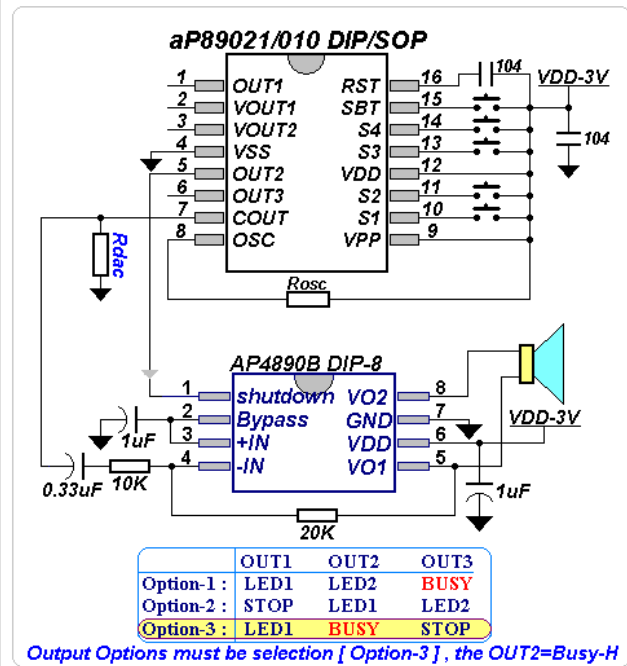 aP89021/010 DIP/SOP
1 OUT1 RST 16 104 VDD-3V
2 VOUT1 SBT 15
3 VOUT2 S4 14
4 VSS S3 13 104
5 OUT2 VDD 12
6 OUT3 S2 11
7 COUT S1 10
8 OSC VPP 9
Rdac
Rosc
AP4890B DIP-8
1 shutdown VO2 8
2 Bypass GND 7 VDD-3V
1uF 3 +IN VDD 6
4 -IN VO1 5
0.33uF 10K 1uF
20K
OUT1 OUT2 OUT3
Option-1 : LED1 LED2 BUSY
Option-2 : STOP LED1 LED2
Option-3 : LED1 BUSY STOP
Output Options must be selection [ Option-3 ] , the OUT2=Busy-H